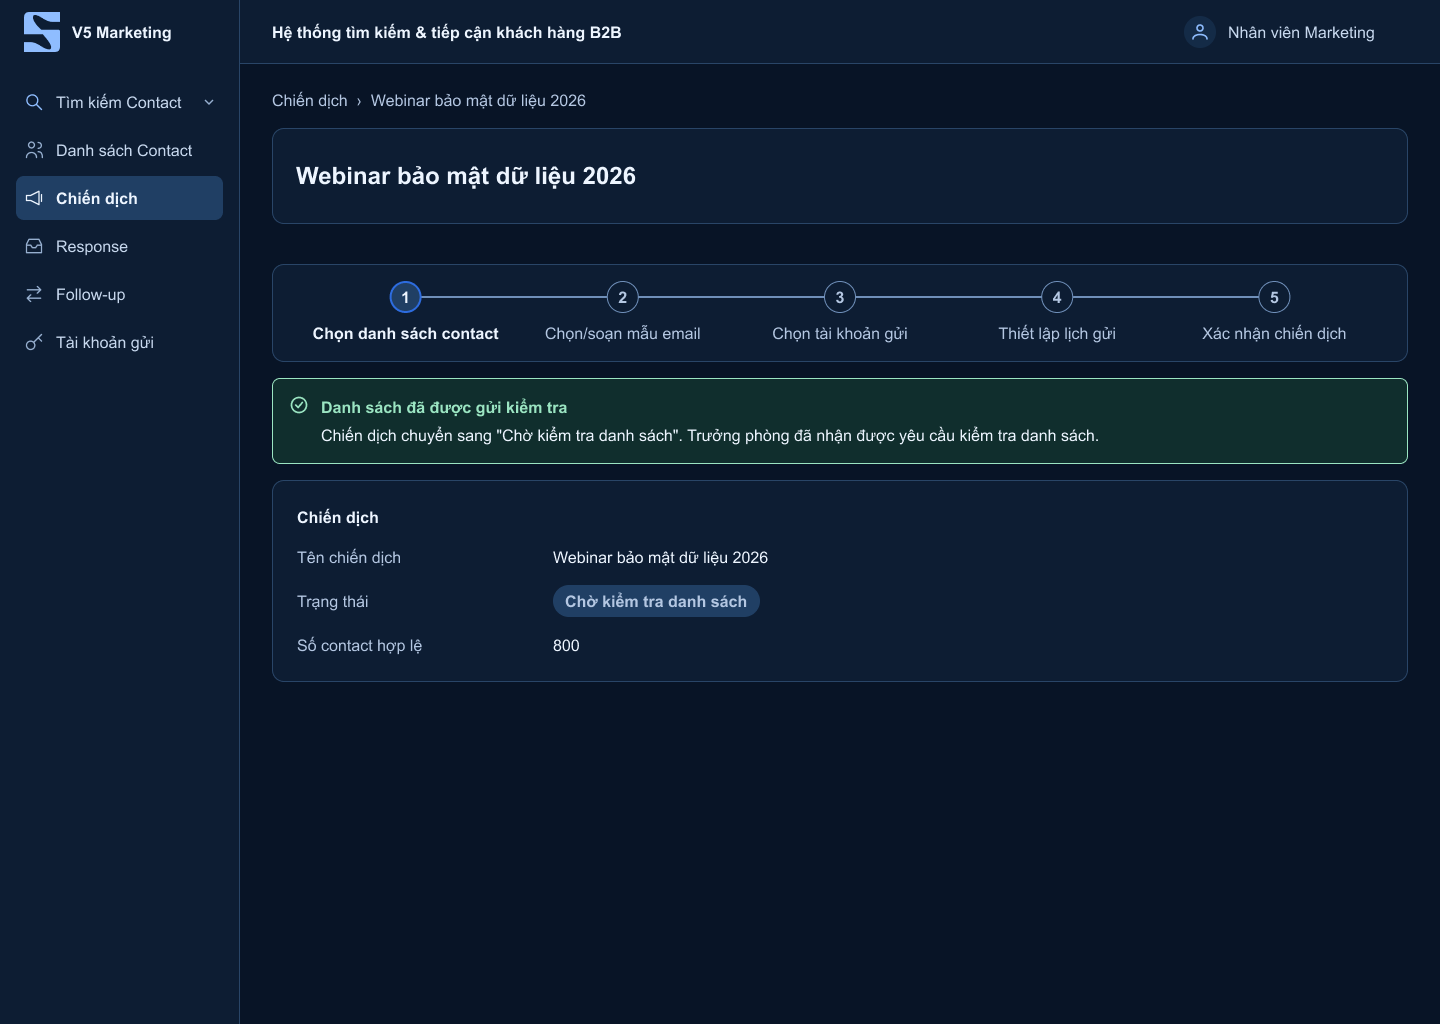 V5 Marketing
Hệ thống tìm kiếm & tiếp cận khách hàng B2B
Nhân viên Marketing
Tìm kiếm Contact
Danh sách Contact
Chiến dịch
Response
Follow-up
Tài khoản gửi
Chiến dịch › Webinar bảo mật dữ liệu 2026
Webinar bảo mật dữ liệu 2026
1 2 3 4 5
Chọn danh sách contact Chọn/soạn mẫu email Chọn tài khoản gửi Thiết lập lịch gửi Xác nhận chiến dịch
Danh sách đã được gửi kiểm tra
Chiến dịch chuyển sang "Chờ kiểm tra danh sách". Trưởng phòng đã nhận được yêu cầu kiểm tra danh sách.
Chiến dịch
Tên chiến dịch Webinar bảo mật dữ liệu 2026
Trạng thái Chờ kiểm tra danh sách
Số contact hợp lệ 800